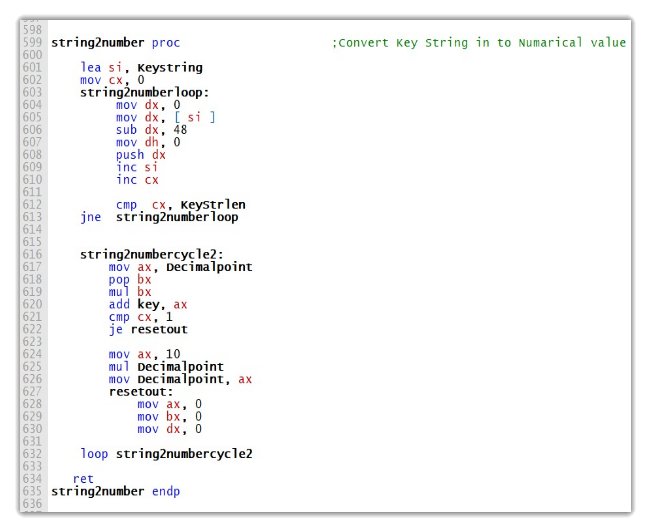 598
599 string2number proc ;Convert Key String in to Numarical value
600
601 lea si, Keystring
602 mov cx, 0
603 string2numberloop:
604 mov dx, 0
605 mov dx, [ si ]
606 sub dx, 48
607 mov dh, 0
608 push dx
609 inc si
610 inc cx
611
612 cmp cx, KeyStrlen
613 jne string2numberloop
614
615
616 string2numbercycle2:
617 mov ax, Decimalpoint
618 pop bx
619 mul bx
620 add key, ax
621 cmp cx, 1
622 je resetout
623
624 mov ax, 10
625 mul Decimalpoint
626 mov Decimalpoint, ax
627 resetout:
628 mov ax, 0
629 mov bx, 0
630 mov dx, 0
631
632 loop string2numbercycle2
633
634 ret
635 string2number endp
636